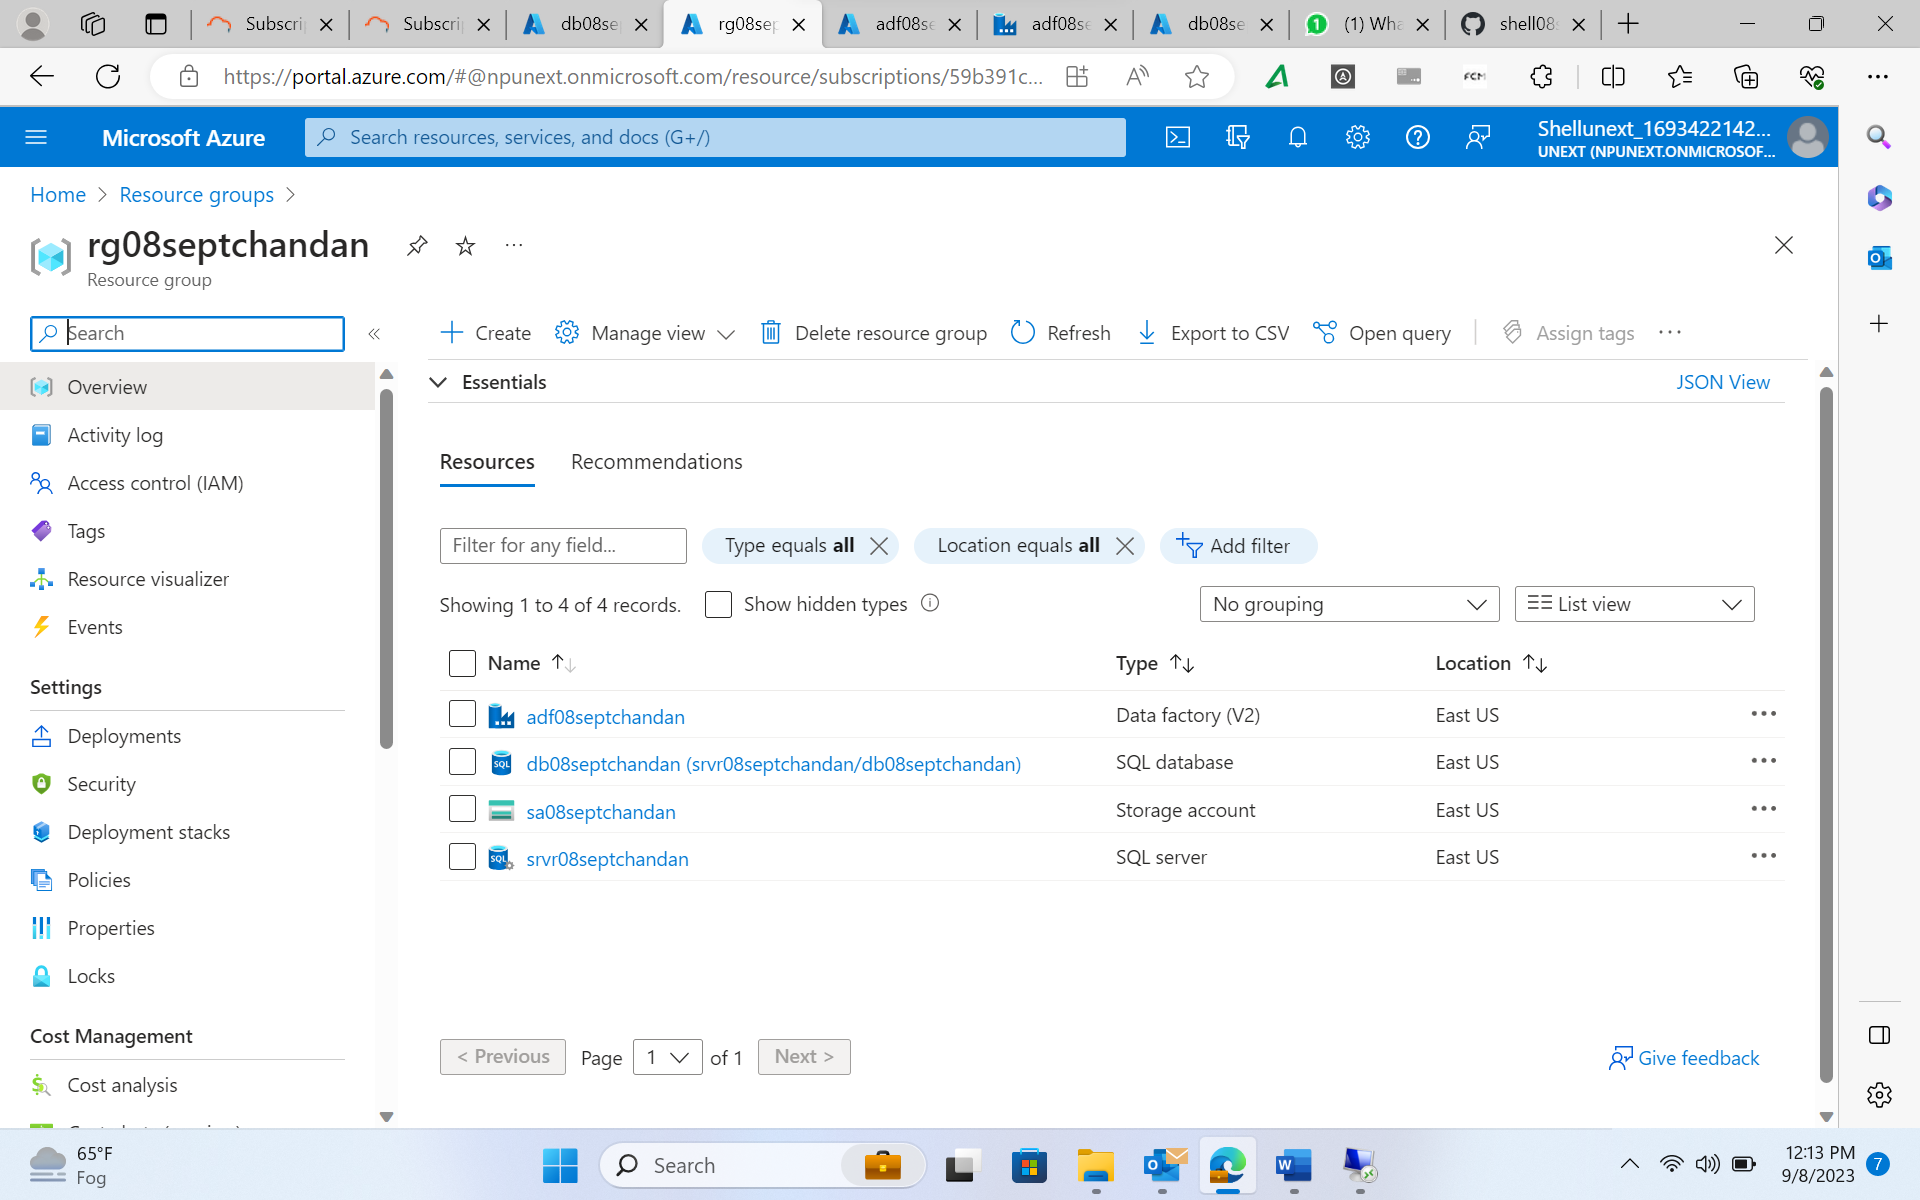 Subscri
Subscri
db08se
rg08sep
adf08se
adf08se
db08se
(1) Wha
shell08
https://portal.azure.com/#@npunext.onmicrosoft.com/resource/subscriptions/59b391c...
FCM
Microsoft Azure
Search resources, services, and docs (G+/)
Shellunext_1693422142...
UNEXT (NPUNEXT.ONMICROSOF...
Home > Resource groups >
rg08septchandan
Resource group
Search
Create
Manage view
Delete resource group
Refresh
Export to CSV
Open query
Assign tags
Essentials
JSON View
Overview
Activity log
Access control (IAM)
Tags
Resource visualizer
Events
Settings
Deployments
Security
Deployment stacks
Policies
Properties
Locks
Cost Management
Cost analysis
Resources
Recommendations
Filter for any field...
Type equals all
Location equals all
Add filter
Showing 1 to 4 of 4 records.
Show hidden types
No grouping
List view
Name
Type
Location
adf08septchandan
Data factory (V2)
East US
db08septchandan (srvr08septchandan/db08septchandan)
SQL database
East US
sa08septchandan
Storage account
East US
srvr08septchandan
SQL server
East US
< Previous
Page
1
of 1
Next >
Give feedback
65°F
Fog
Search
12:13 PM
9/8/2023
7